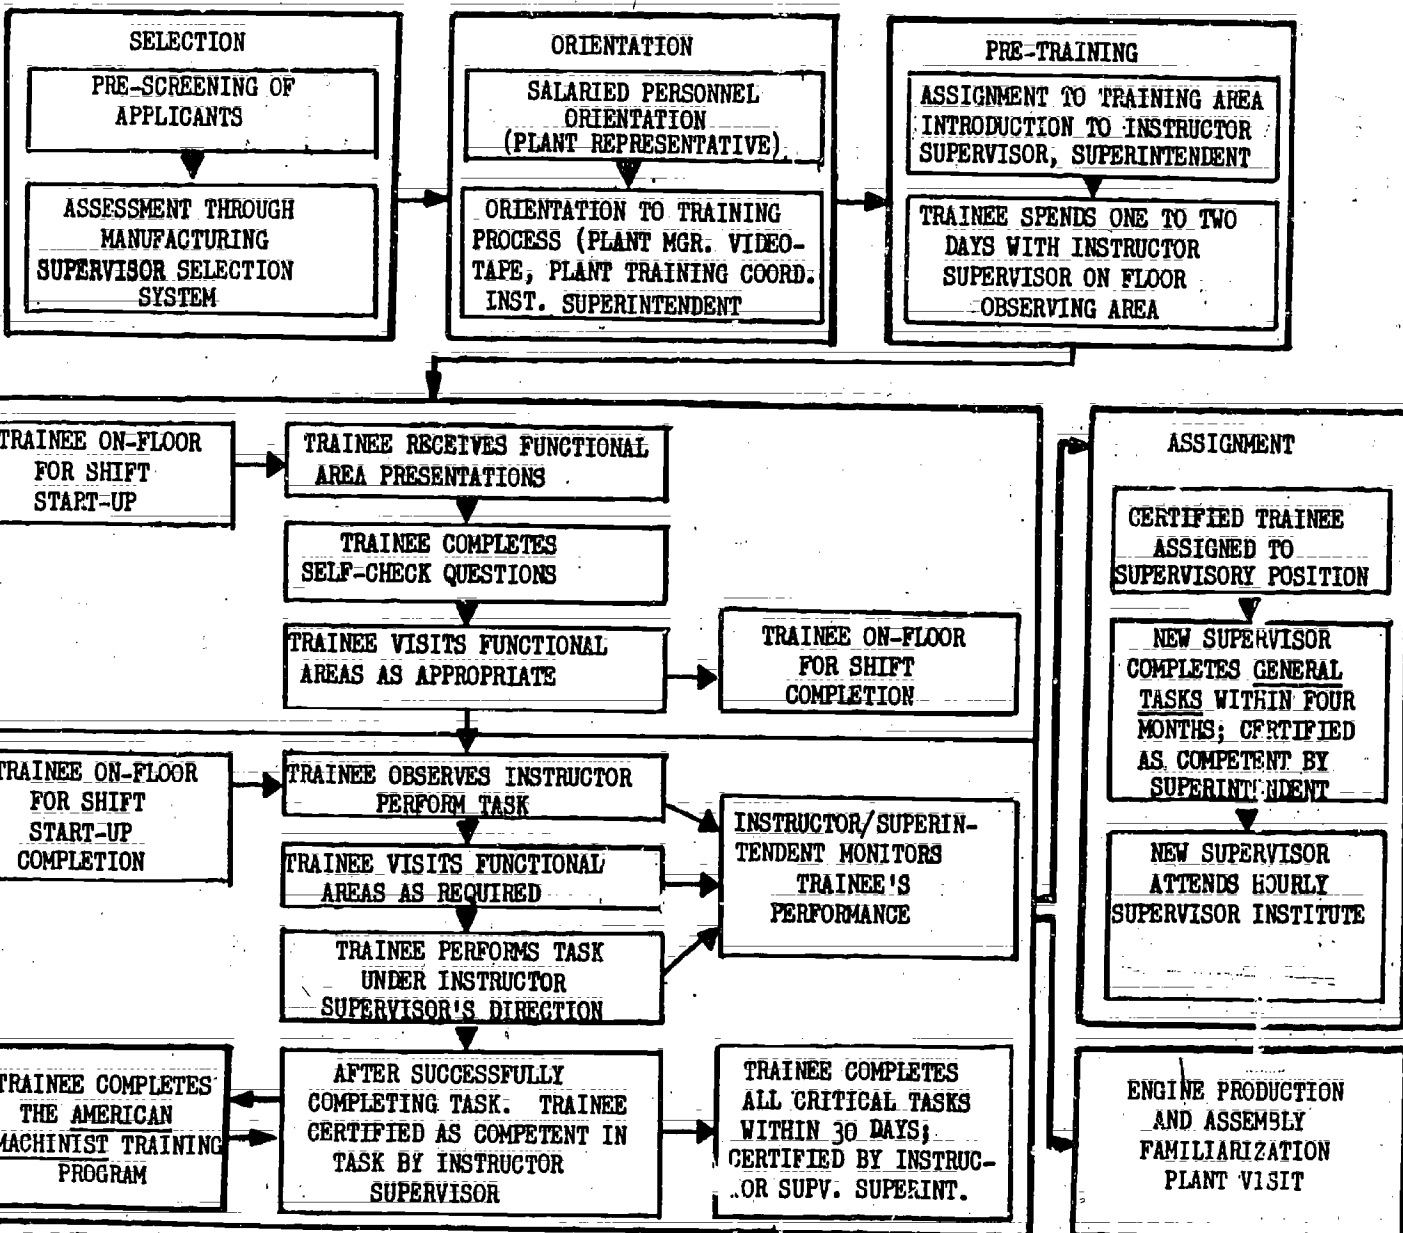 SELECTION
PRE-SCREENING OF
APPLICANTS
ASSESSMENT THROUGH
MANUFACTURING
SUPERVISOR SELECTION
SYSTEM
ORIENTATION
SALARIED PERSONNEL
ORIENTATION
(PLANT REPRESENTATIVE)
ORIENTATION TO TRAINING
PROCESS (PLANT MGR. VIDEO-
TAPE, PLANT TRAINING COORD.
INST. SUPERINTENDENT
PRE-TRAINING
ASSIGNMENT TO TRAINING AREA
INTRODUCTION TO INSTRUCTOR
SUPERVISOR, SUPERINTENDENT
TRAINEE SPENDS ONE TO TWO
DAYS WITH INSTRUCTOR
SUPERVISOR ON FLOOR
OBSERVING AREA
TRAINEE ON-FLOOR
FOR SHIFT
START-UP
TRAINEE RECEIVES FUNCTIONAL
AREA PRESENTATIONS
TRAINEE COMPLETES
SELF-CHECK QUESTIONS
TRAINEE VISITS FUNCTIONAL
AREAS AS APPROPRIATE
TRAINEE ON-FLOOR
FOR SHIFT
COMPLETION
TRAINEE ON-FLOOR
FOR SHIFT
START-UP
COMPLETION
TRAINEE OBSERVES INSTRUCTOR
PERFORM TASK
TRAINEE VISITS FUNCTIONAL
AREAS AS REQUIRED
TRAINEE PERFORMS TASK
UNDER INSTRUCTOR
SUPERVISOR'S DIRECTION
INSTRUCTOR/SUPERIN-
TENDENT MONITORS
TRAINEE'S
PERFORMANCE
TRAINEE COMPLETES
THE AMERICAN
MACHINIST TRAINING
PROGRAM
AFTER SUCCESSFULLY
COMPLETING TASK. TRAINEE
CERTIFIED AS COMPETENT IN
TASK BY INSTRUCTOR
SUPERVISOR
TRAINEE COMPLETES
ALL CRITICAL TASKS
WITHIN 30 DAYS;
CERTIFIED BY INSTRUC-
OR SUPV. SUPERINT.
ASSIGNMENT
CERTIFIED TRAINEE
ASSIGNED TO
SUPERVISORY POSITION
NEW SUPERVISOR
COMPLETES GENERAL
TASKS WITHIN FOUR
MONTHS; CERTIFIED
AS COMPETENT BY
SUPERINTENDENT
NEW SUPERVISOR
ATTENDS HOURLY
SUPERVISOR INSTITUTE
ENGINE PRODUCTION
AND ASSEMBLY
FAMILIARIZATION
PLANT VISIT